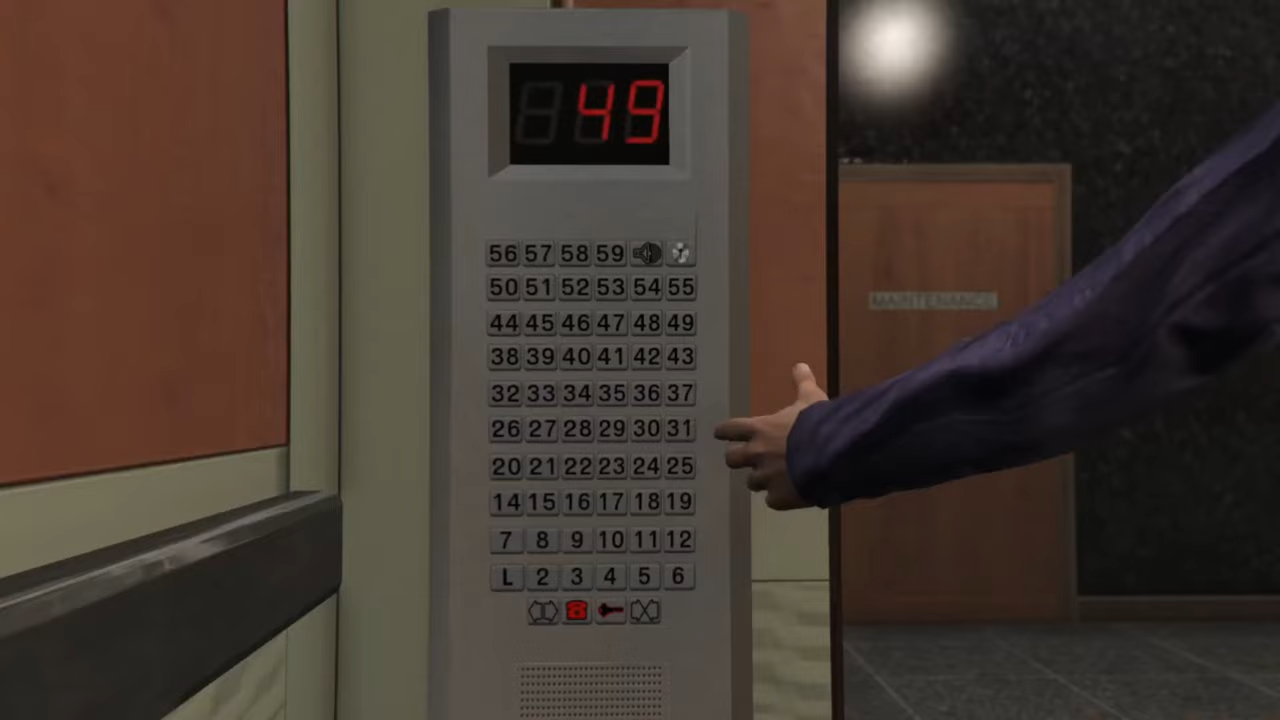 49
56 57 58 59
50 51 52 53 54 55
44 45 46 47 48 49
38 39 40 41 42 43
32 33 34 35 36 37
26 27 28 29 30 31
20 21 22 23 24 25
14 15 16 17 18 19
7 8 9 10 11 12
L 2 3 4 5 6
MAINTENANCE